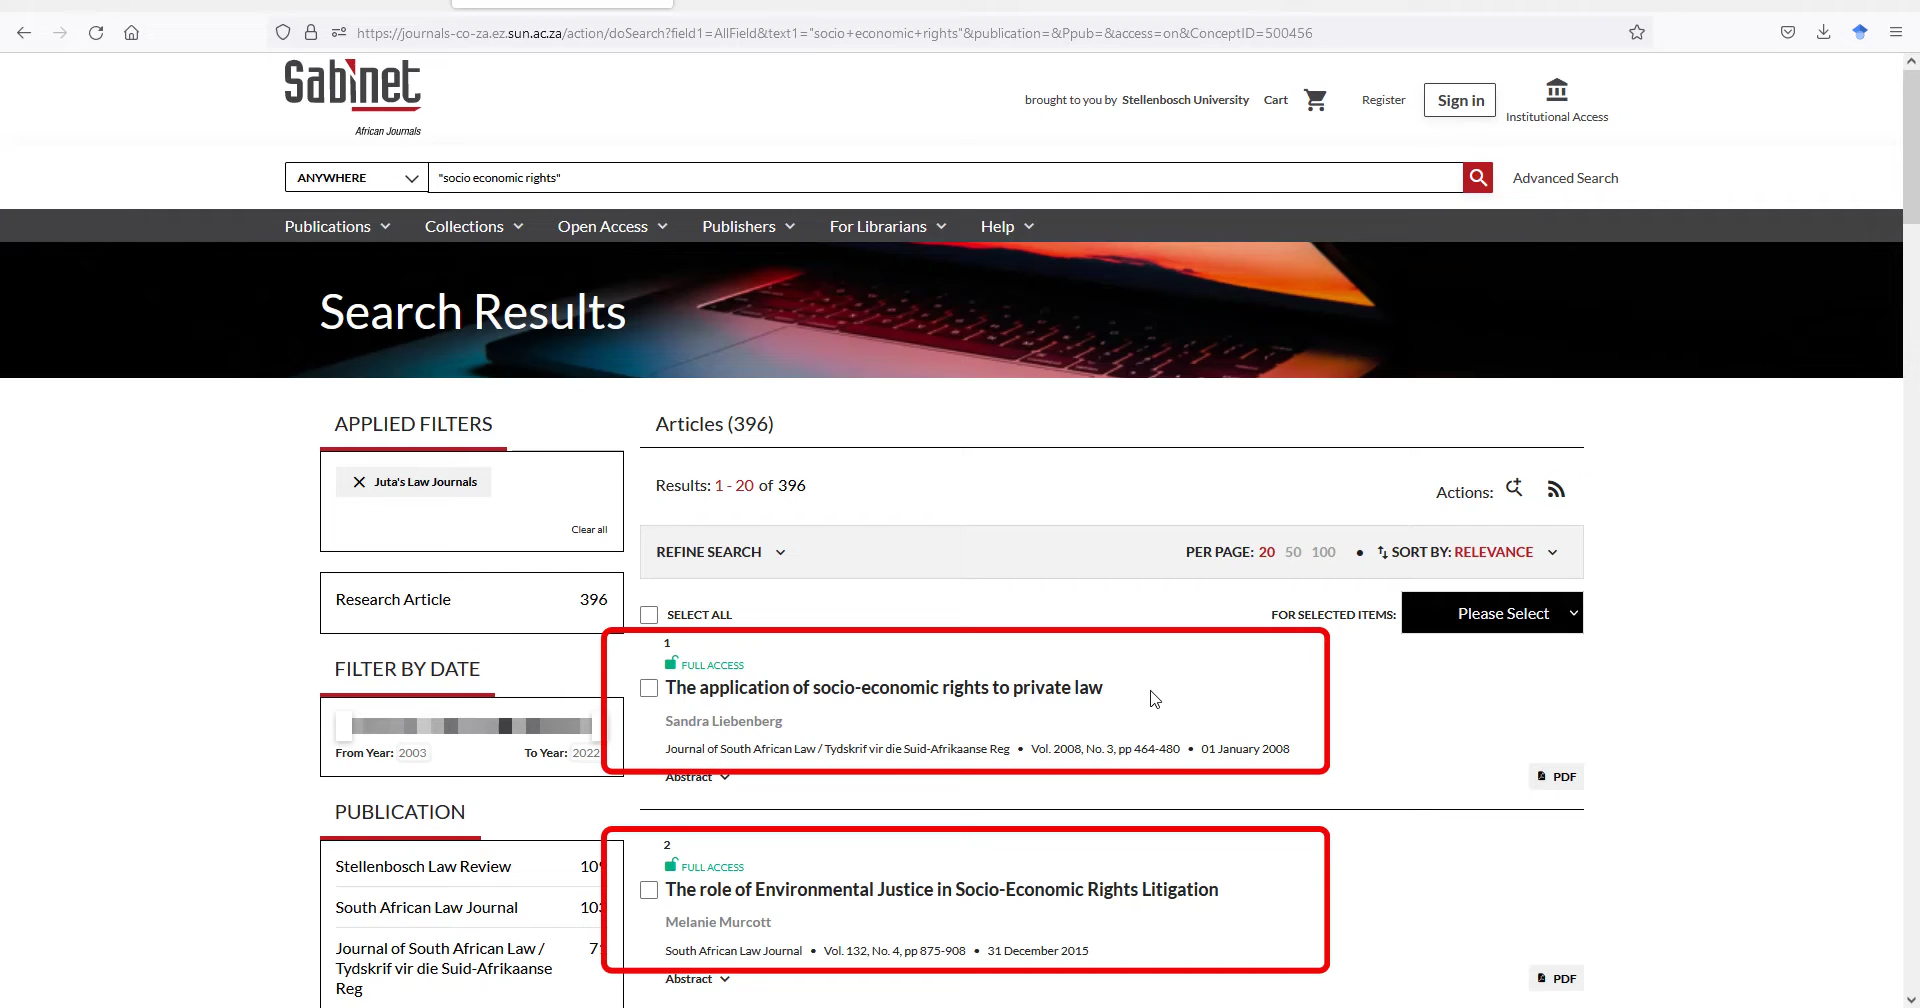 https://journals-co-za.ez.sun.ac.za/action/doSearch?field1=AllField&text1="socio+economic+rights"&publication=&Ppub=&access=on&ConceptID=500456
Sabinet
African Journals
brought to you by Stellenbosch University Cart Register Sign in Institutional Access
ANYWHERE "socio economic rights" Advanced Search
Publications Collections Open Access Publishers For Librarians Help
Search Results
APPLIED FILTERS
Juta's Law Journals
Clear all
Research Article 396
FILTER BY DATE
From Year: 2003 To Year: 2022
PUBLICATION
Stellenbosch Law Review
South African Law Journal
Journal of South African Law /
Tydskrif vir die Suid-Afrikaanse
Reg
Articles (396)
Results: 1 - 20 of 396 Actions:
REFINE SEARCH PER PAGE: 20 50 100 • SORT BY: RELEVANCE
SELECT ALL FOR SELECTED ITEMS: Please Select
1
FULL ACCESS
The application of socio-economic rights to private law
Sandra Liebenberg
Journal of South African Law / Tydskrif vir die Suid-Afrikaanse Reg • Vol. 2008, No. 3, pp 464-480 • 01 January 2008
Abstract PDF
2
FULL ACCESS
The role of Environmental Justice in Socio-Economic Rights Litigation
Melanie Murcott
South African Law Journal • Vol. 132, No. 4, pp 875-908 • 31 December 2015
Abstract PDF